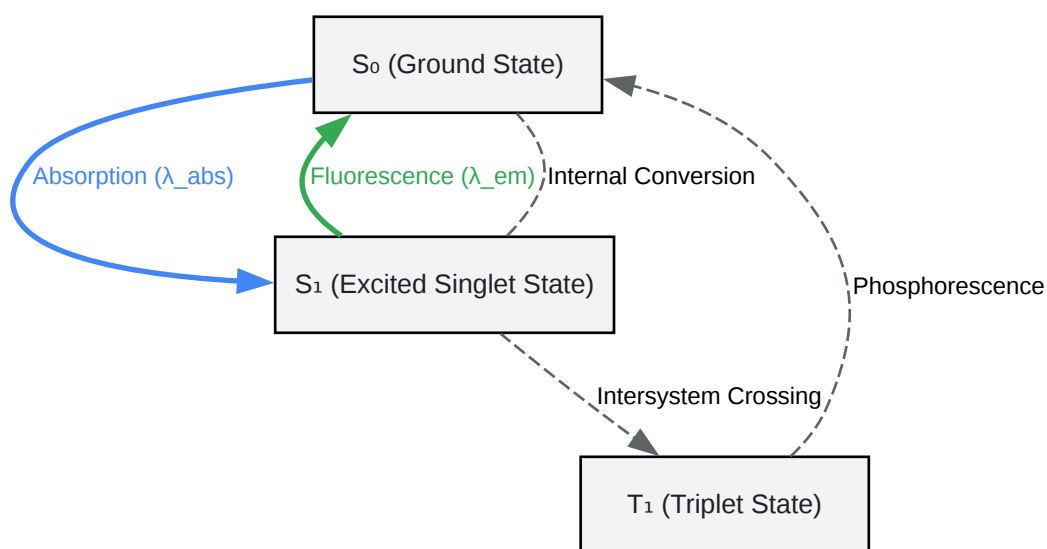 S₀ (Ground State)
Absorption (λ_abs)
Fluorescence (λ_em)
Internal Conversion
S₁ (Excited Singlet State)
Phosphorescence
Intersystem Crossing
T₁ (Triplet State)